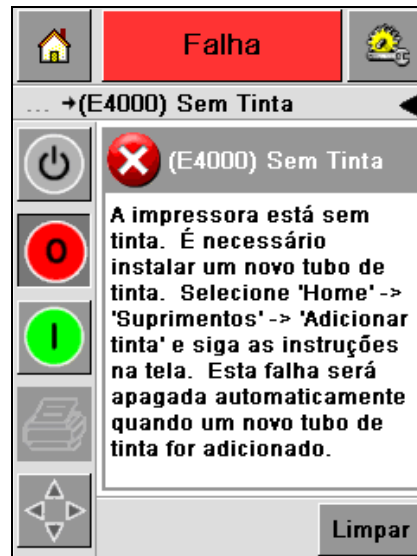 Falha
... →(E4000) Sem Tinta
(E4000) Sem Tinta
A impressora está sem
tinta. É necessário
instalar um novo tubo de
tinta. Selecione 'Home' ->
'Suprimentos' -> 'Adicionar
tinta' e siga as instruções
na tela. Esta falha será
apagada automaticamente
quando um novo tubo de
tinta for adicionado.
Limpar